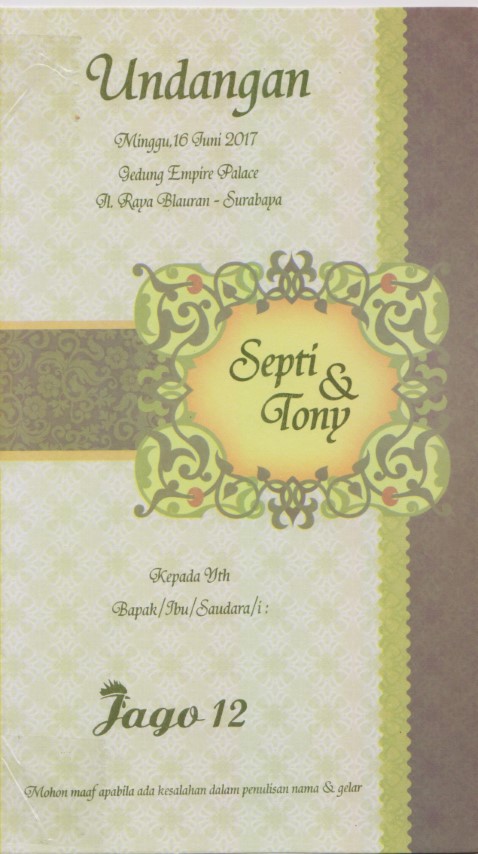 Undangan
Minggu,16 Juni 2017
Gedung Empire Palace
Jl. Raya Blauran - Surabaya
Septi
&
Tony
Kepada Yth
Bapak/Ibu/Saudara/i :
Jago 12
Mohon maaf apabila ada kesalahan dalam penulisan nama & gelar